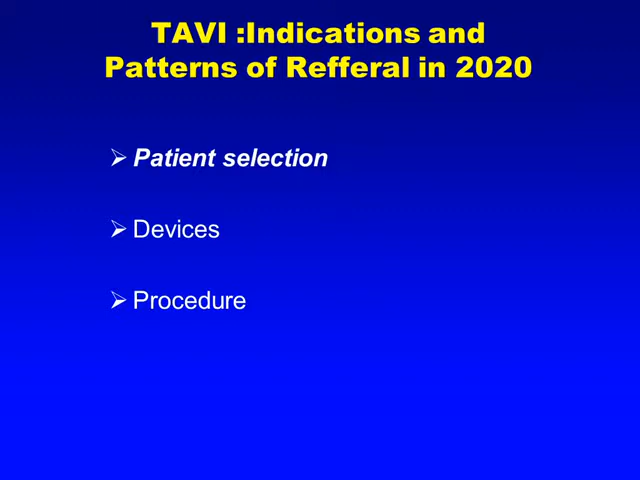 TAVI :Indications and
Patterns of Refferal in 2020
➢ Patient selection
➢ Devices
➢ Procedure